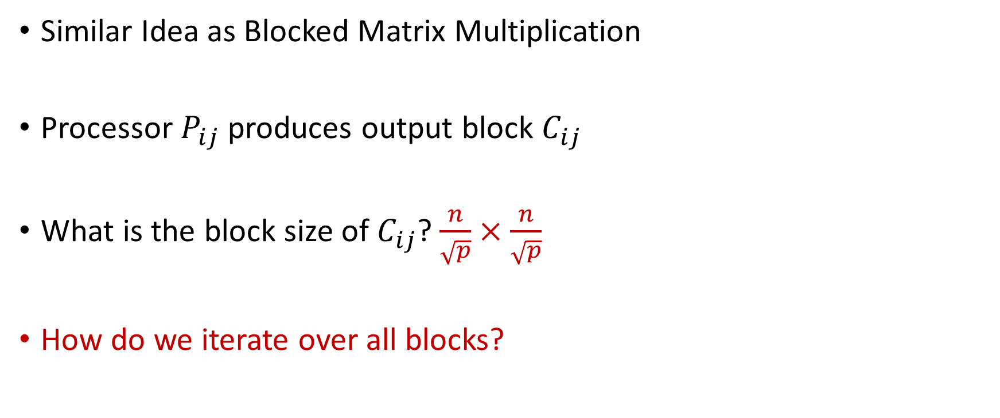 • Similar Idea as Blocked Matrix Multiplication
• Processor $P_{ij}$ produces output block $C_{ij}$
• What is the block size of $C_{ij}$? $\frac{n}{\sqrt{p}} \times \frac{n}{\sqrt{p}}$
• How do we iterate over all blocks?